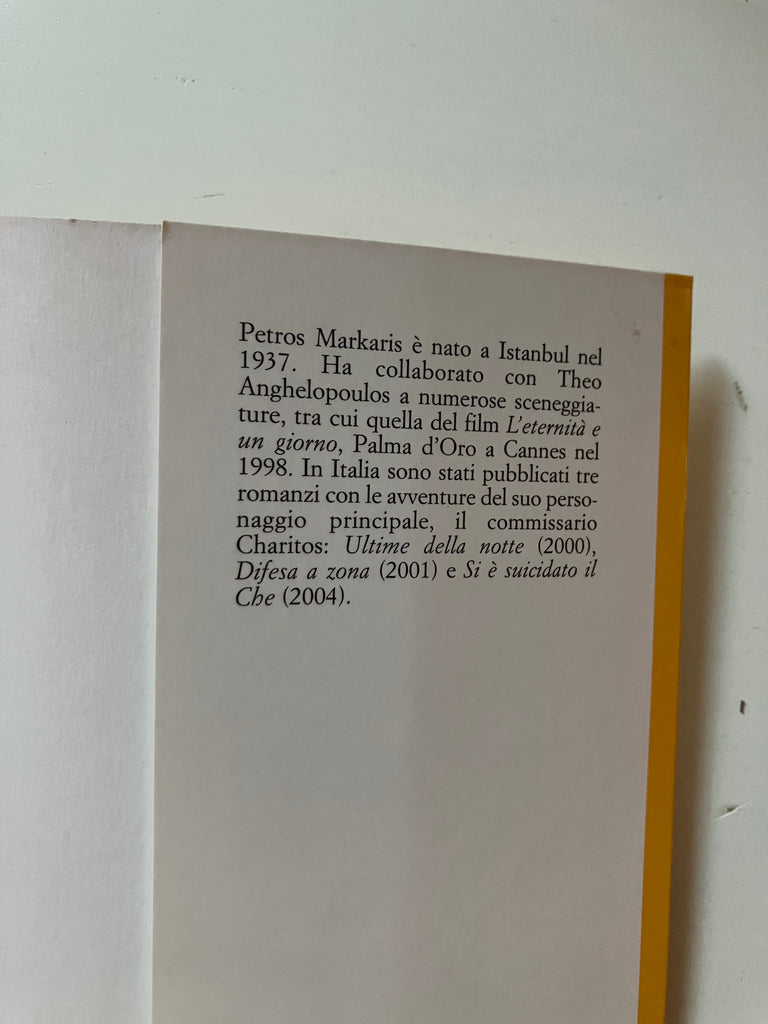 Petros Markaris è nato a Istanbul nel
1937. Ha collaborato con Theo
Anghelopoulos a numerose sceneggia-
ture, tra cui quella del film L'eternità e
un giorno, Palma d'Oro a Cannes nel
1998. In Italia sono stati pubblicati tre
romanzi con le avventure del suo perso-
naggio principale, il commissario
Charitos: Ultime della notte (2000),
Difesa a zona (2001) e Si è suicidato il
Che (2004).